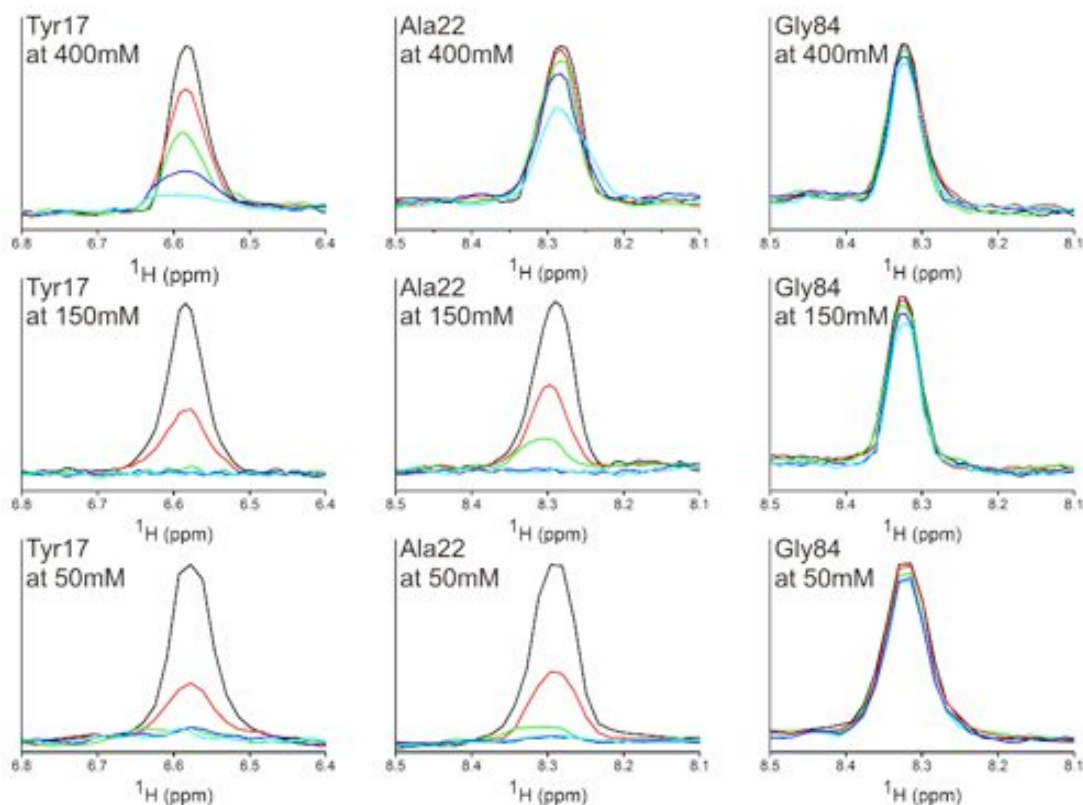 Tyr17
at 400mM
6.8 6.7 6.6 6.5 6.4
1H (ppm)
Ala22
at 400mM
8.5 8.4 8.3 8.2 8.1
1H (ppm)
Gly84
at 400mM
8.5 8.4 8.3 8.2 8.1
1H (ppm)
Tyr17
at 150mM
6.8 6.7 6.6 6.5 6.4
1H (ppm)
Ala22
at 150mM
8.5 8.4 8.3 8.2 8.1
1H (ppm)
Gly84
at 150mM
8.5 8.4 8.3 8.2 8.1
1H (ppm)
Tyr17
at 50mM
6.8 6.7 6.6 6.5 6.4
1H (ppm)
Ala22
at 50mM
8.5 8.4 8.3 8.2 8.1
1H (ppm)
Gly84
at 50mM
8.5 8.4 8.3 8.2 8.1
1H (ppm)